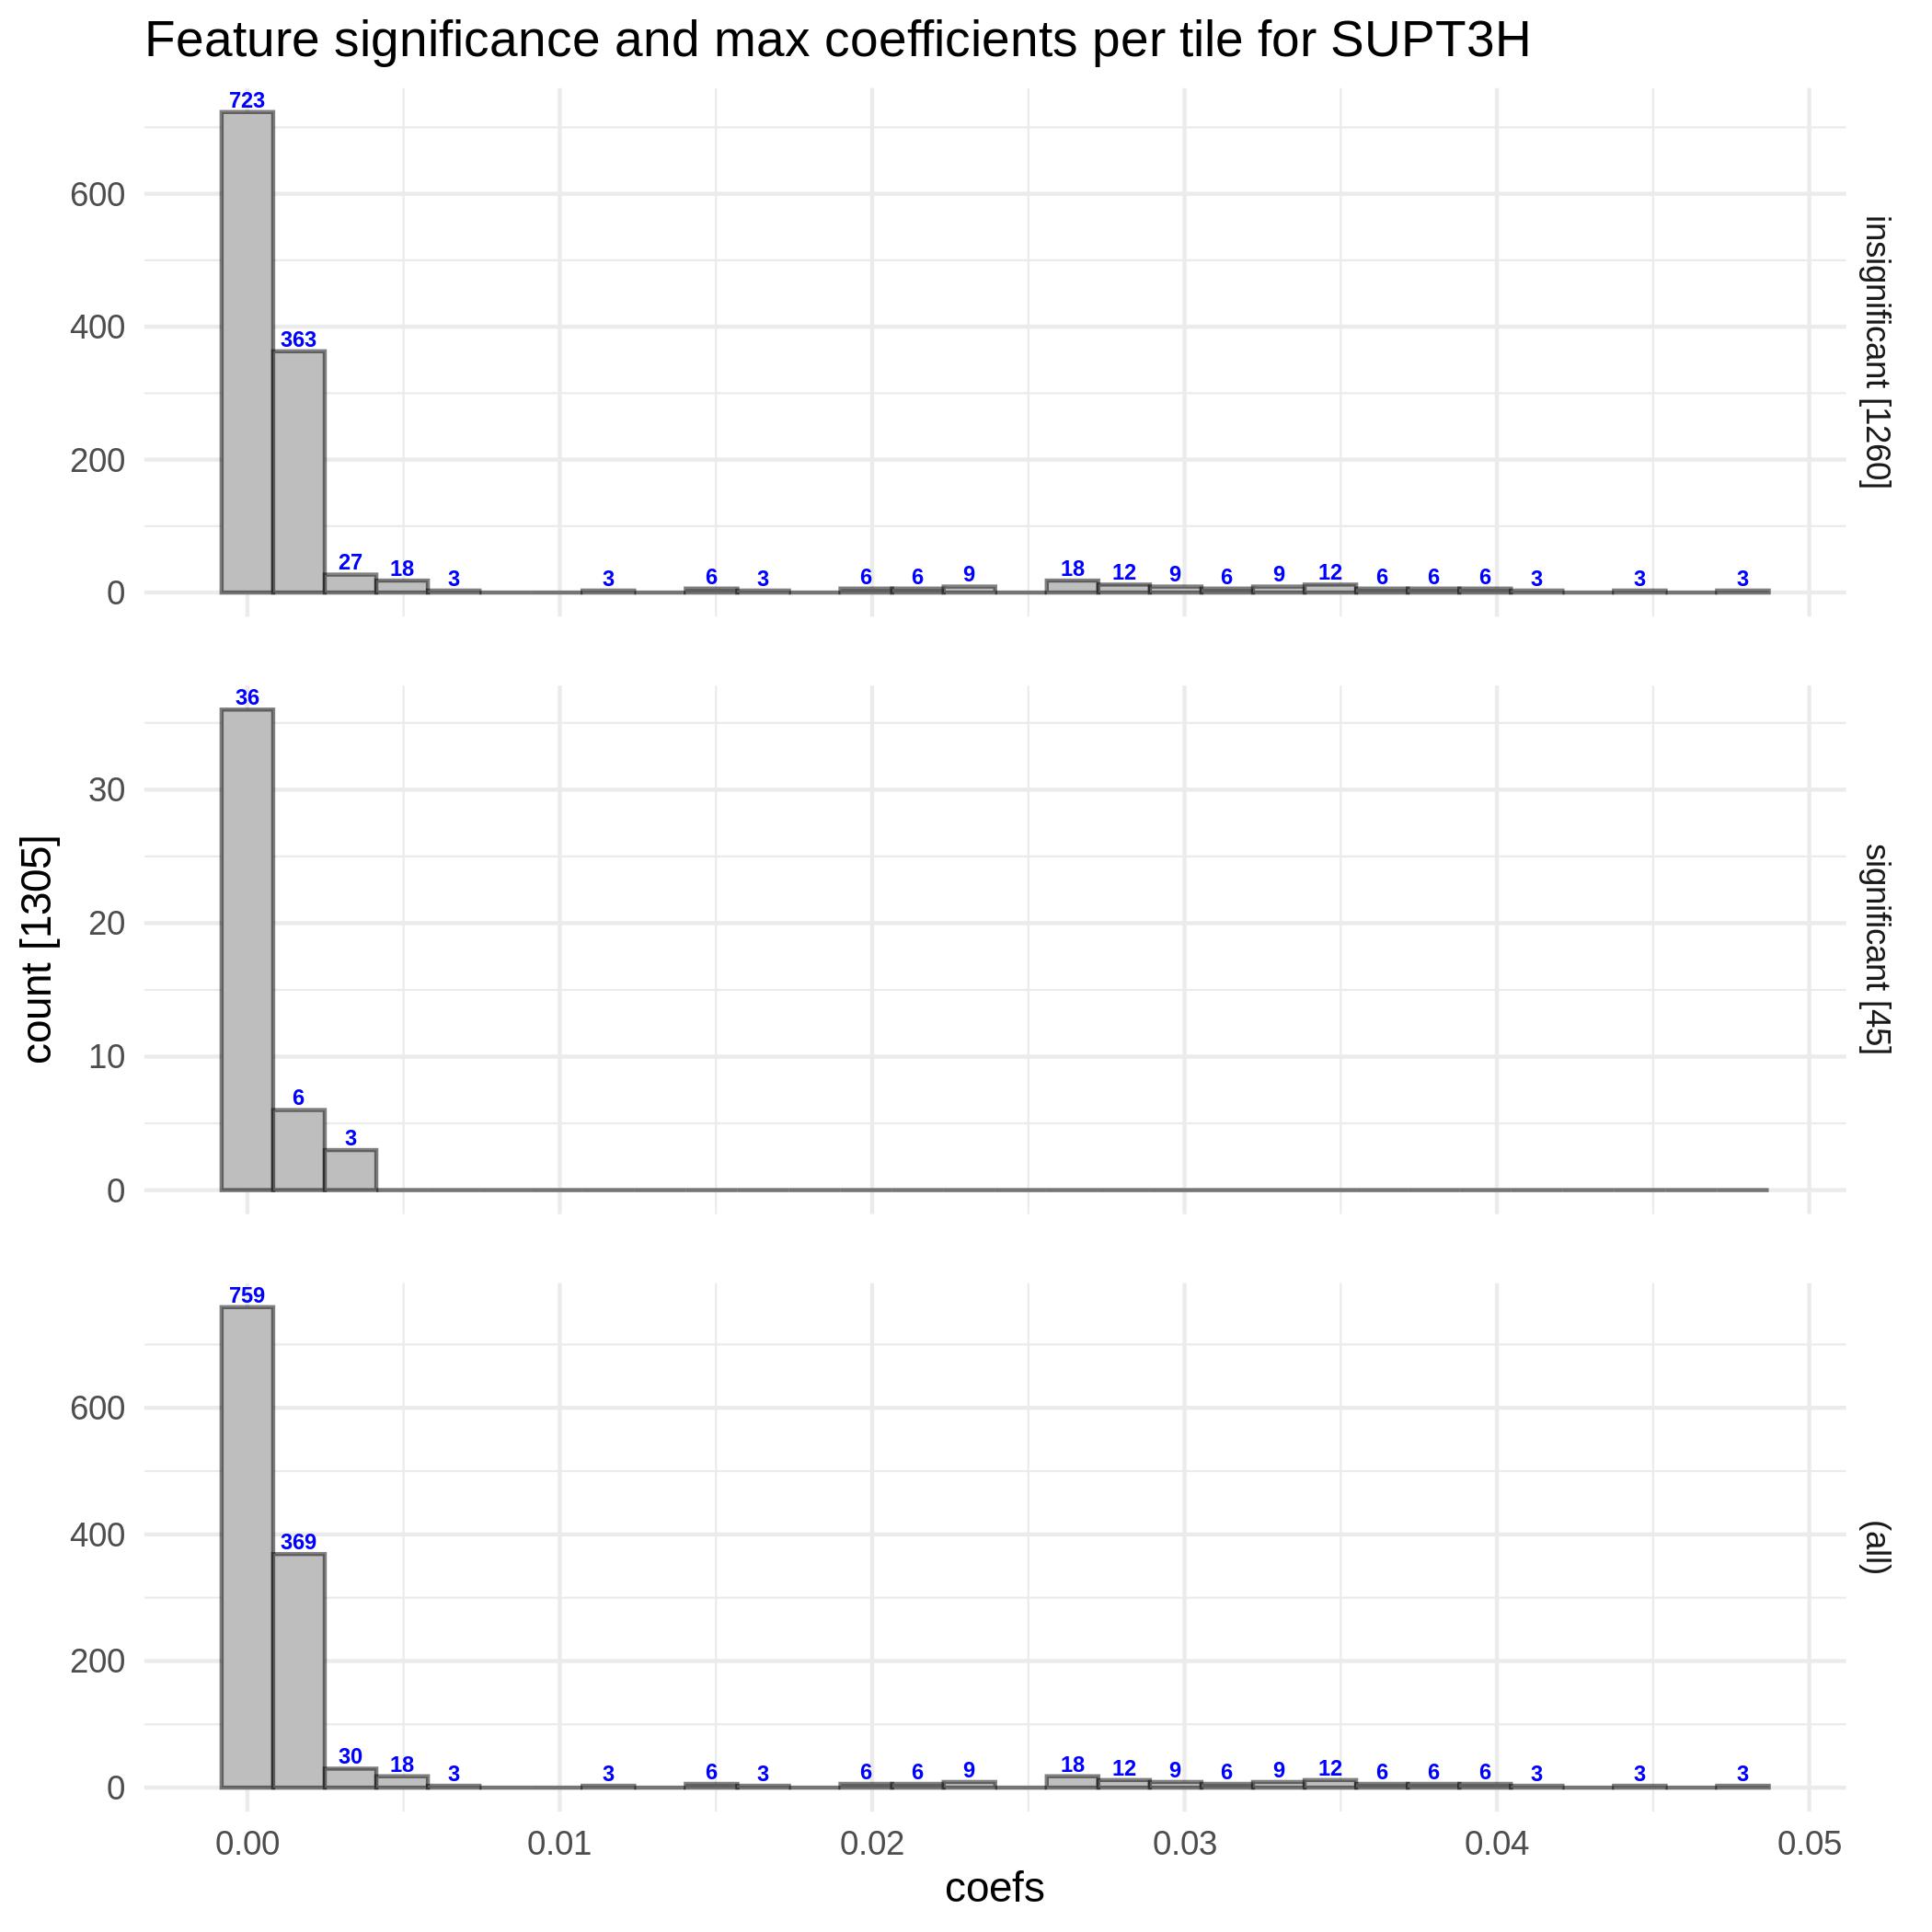 Feature significance and max coefficients per tile for SUPT3H
723
363
27 18 3 3 6 3 6 6 9 18 12 9 6 9 12 6 6 6 3 3 3
600
400
200
0
insignificant [1260]
36
6
3
30
20
10
0
significant [45]
count [1305]
759
369
30 18 3 3 6 3 6 6 9 18 12 9 6 9 12 6 6 6 3 3 3
600
400
200
0
(all)
0.00 0.01 0.02 0.03 0.04 0.05
coefs